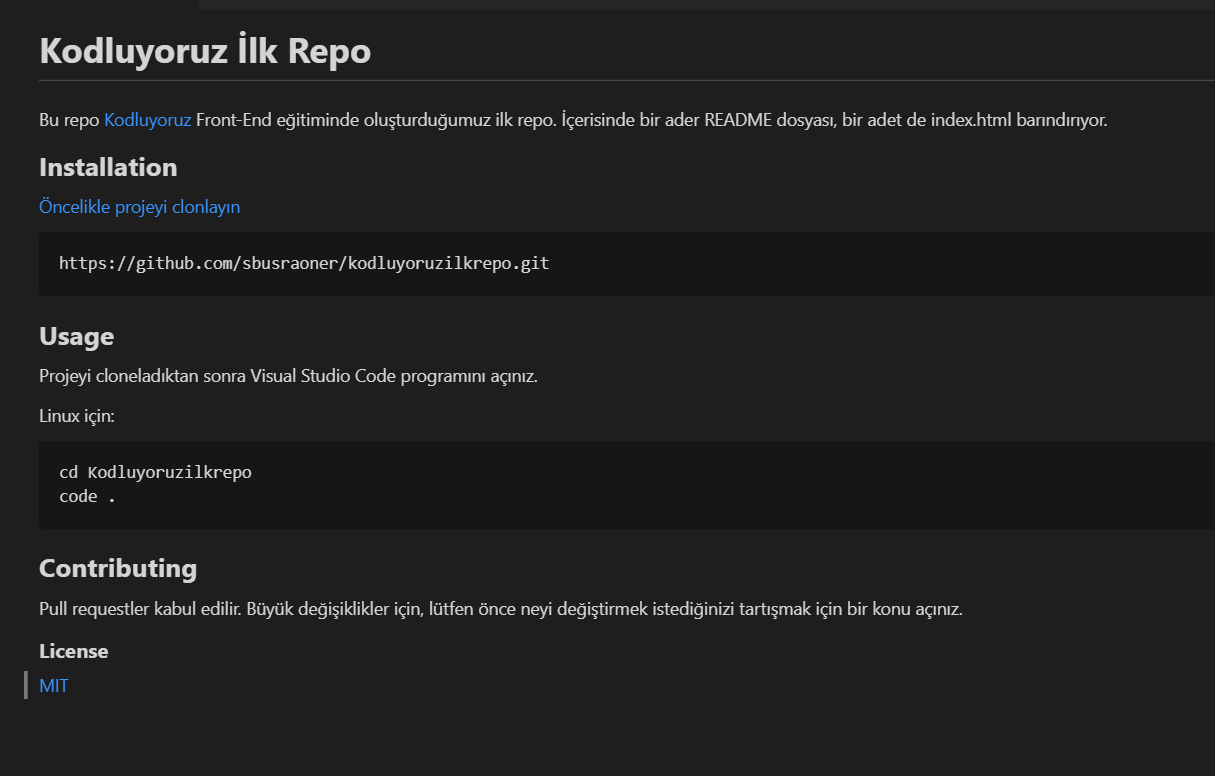 Kodluyoruz İlk Repo
Bu repo Kodluyoruz Front-End eğitiminde oluşturduğumuz ilk repo. İçerisinde bir ader README dosyası, bir adet de index.html barındırıyor.
Installation
Öncelikle projeyi clonlayın
https://github.com/sbusraoner/kodluyoruzilkrepo.git
Usage
Projeyi cloneladıktan sonra Visual Studio Code programını açınız.
Linux için:
cd Kodluyoruzilkrepo
code .
Contributing
Pull requestler kabul edilir. Büyük değişiklikler için, lütfen önce neyi değiştirmek istediğinizi tartışmak için bir konu açınız.
License
MIT